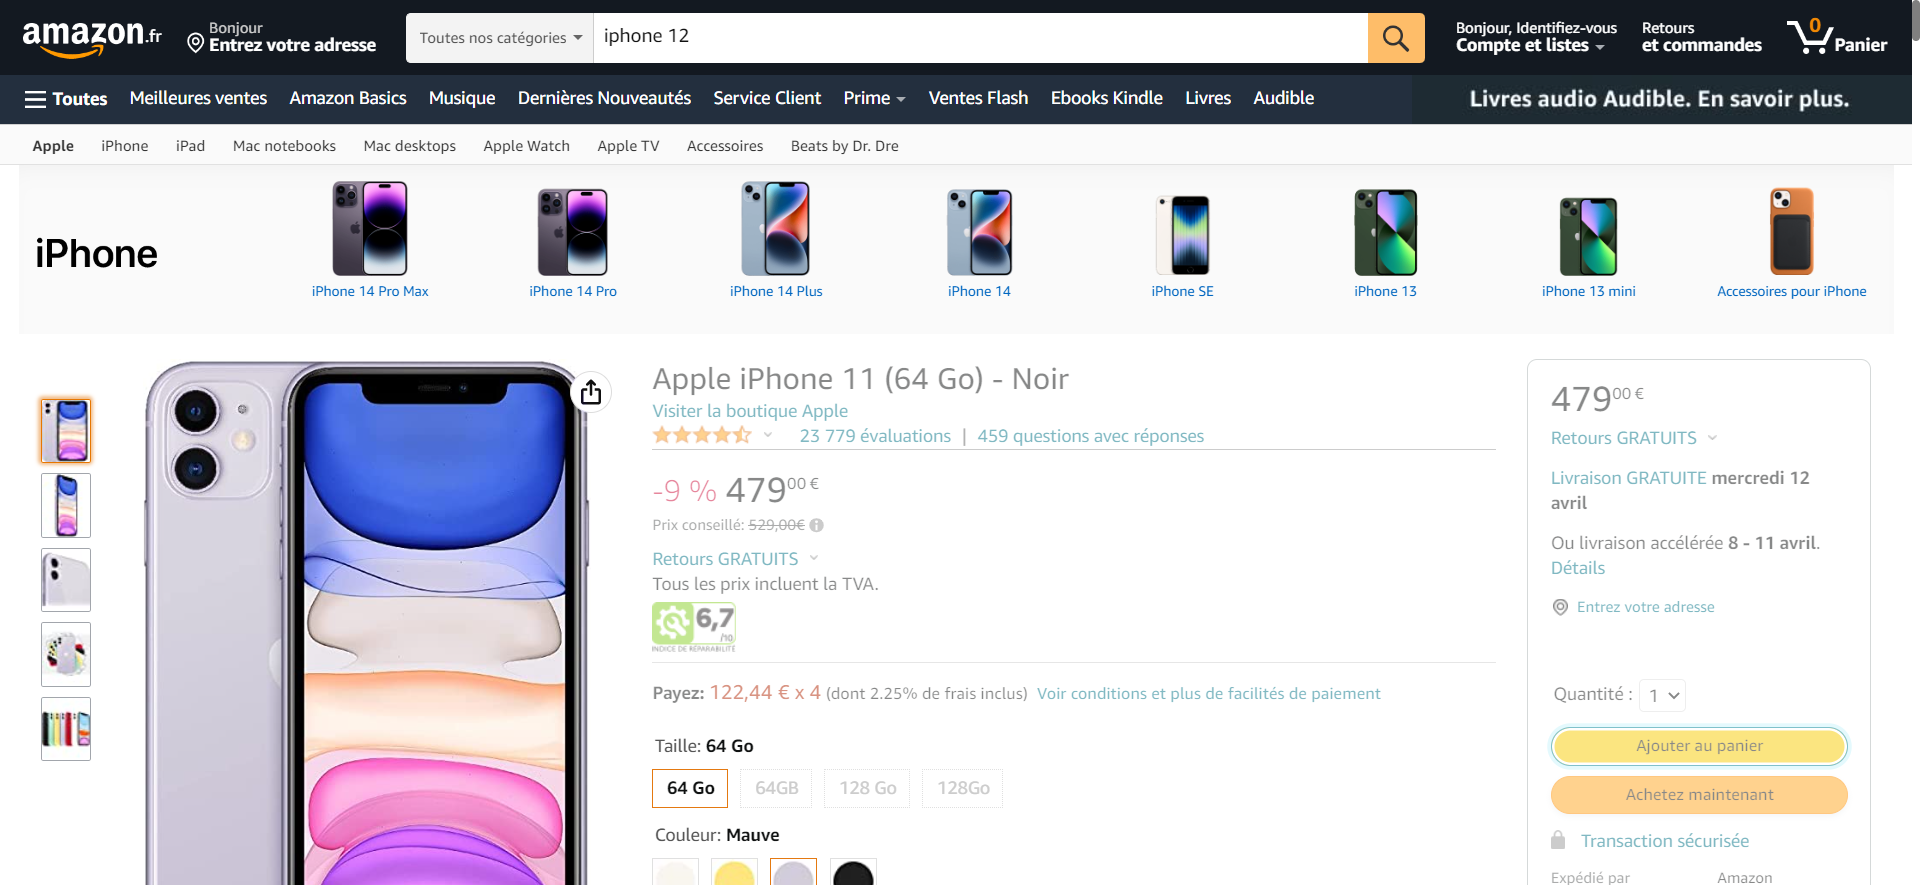 amazon.fr
Bonjour
Entrez votre adresse
Toutes nos catégories
iphone 12
Bonjour, Identifiez-vous
Compte et listes
Retours
et commandes
0
Panier
Toutes
Meilleures ventes
Amazon Basics
Musique
Dernières Nouveautés
Service Client
Prime
Ventes Flash
Ebooks Kindle
Livres
Audible
Livres audio Audible. En savoir plus.
Apple
iPhone
iPad
Mac notebooks
Mac desktops
Apple Watch
Apple TV
Accessoires
Beats by Dr. Dre
iPhone
iPhone 14 Pro Max
iPhone 14 Pro
iPhone 14 Plus
iPhone 14
iPhone SE
iPhone 13
iPhone 13 mini
Accessoires pour iPhone
Apple iPhone 11 (64 Go) - Noir
Visiter la boutique Apple
23 779 évaluations | 459 questions avec réponses
-9 % 47900 €
Prix conseillé: 529,00€
Retours GRATUITS
Tous les prix incluent la TVA.
6,7
/10
INDICE DE RÉPARABILITÉ
Payez: 122,44 € x 4 (dont 2.25% de frais inclus) Voir conditions et plus de facilités de paiement
Taille: 64 Go
64 Go
64GB
128 Go
128Go
Couleur: Mauve
47900 €
Retours GRATUITS
Livraison GRATUITE mercredi 12
avril
Ou livraison accélérée 8 - 11 avril.
Détails
Entrez votre adresse
Quantité : 1
Ajouter au panier
Achetez maintenant
Transaction sécurisée
Expédié par Amazon